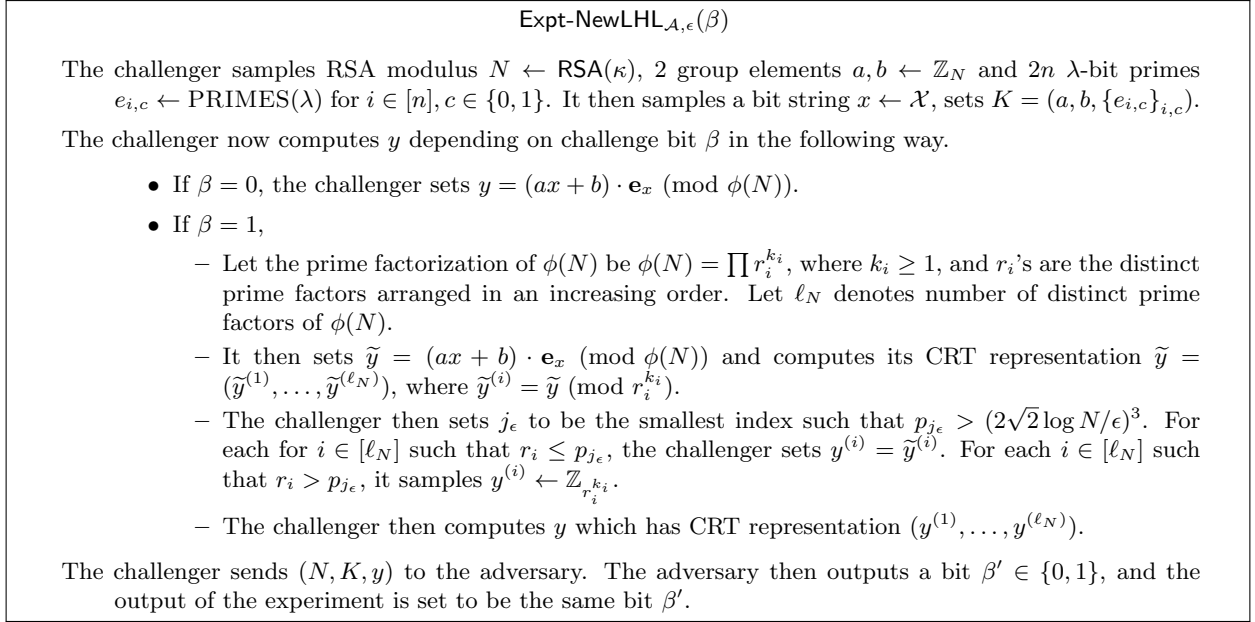 Expt-NewLHL𝒜,ϵ(β)
The challenger samples RSA modulus N ← RSA(κ), 2 group elements a, b ← ℤ_N and 2n λ-bit primes
e_{i,c} ← PRIMES(λ) for i ∈ [n], c ∈ {0, 1}. It then samples a bit string x ← 𝒳, sets K = (a, b, {e_{i,c}}_{i,c}).
The challenger now computes y depending on challenge bit β in the following way.
• If β = 0, the challenger sets y = (ax + b) · e_x (mod ϕ(N)).
• If β = 1,
– Let the prime factorization of ϕ(N) be ϕ(N) = ∏ r_i^{k_i}, where k_i ≥ 1, and r_i's are the distinct
prime factors arranged in an increasing order. Let ℓ_N denotes number of distinct prime
factors of ϕ(N).
– It then sets ỹ = (ax + b) · e_x (mod ϕ(N)) and computes its CRT representation ỹ =
(ỹ^{(1)}, . . . , ỹ^{(ℓ_N)}), where ỹ^{(i)} = ỹ (mod r_i^{k_i}).
– The challenger then sets j_ϵ to be the smallest index such that p_{j_ϵ} > (2√2 log N/ϵ)^3. For
each for i ∈ [ℓ_N] such that r_i ≤ p_{j_ϵ}, the challenger sets y^{(i)} = ỹ^{(i)}. For each i ∈ [ℓ_N] such
that r_i > p_{j_ϵ}, it samples y^{(i)} ← ℤ_{r_i^{k_i}}.
– The challenger then computes y which has CRT representation (y^{(1)}, . . . , y^{(ℓ_N)}).
The challenger sends (N, K, y) to the adversary. The adversary then outputs a bit β′ ∈ {0, 1}, and the
output of the experiment is set to be the same bit β′.